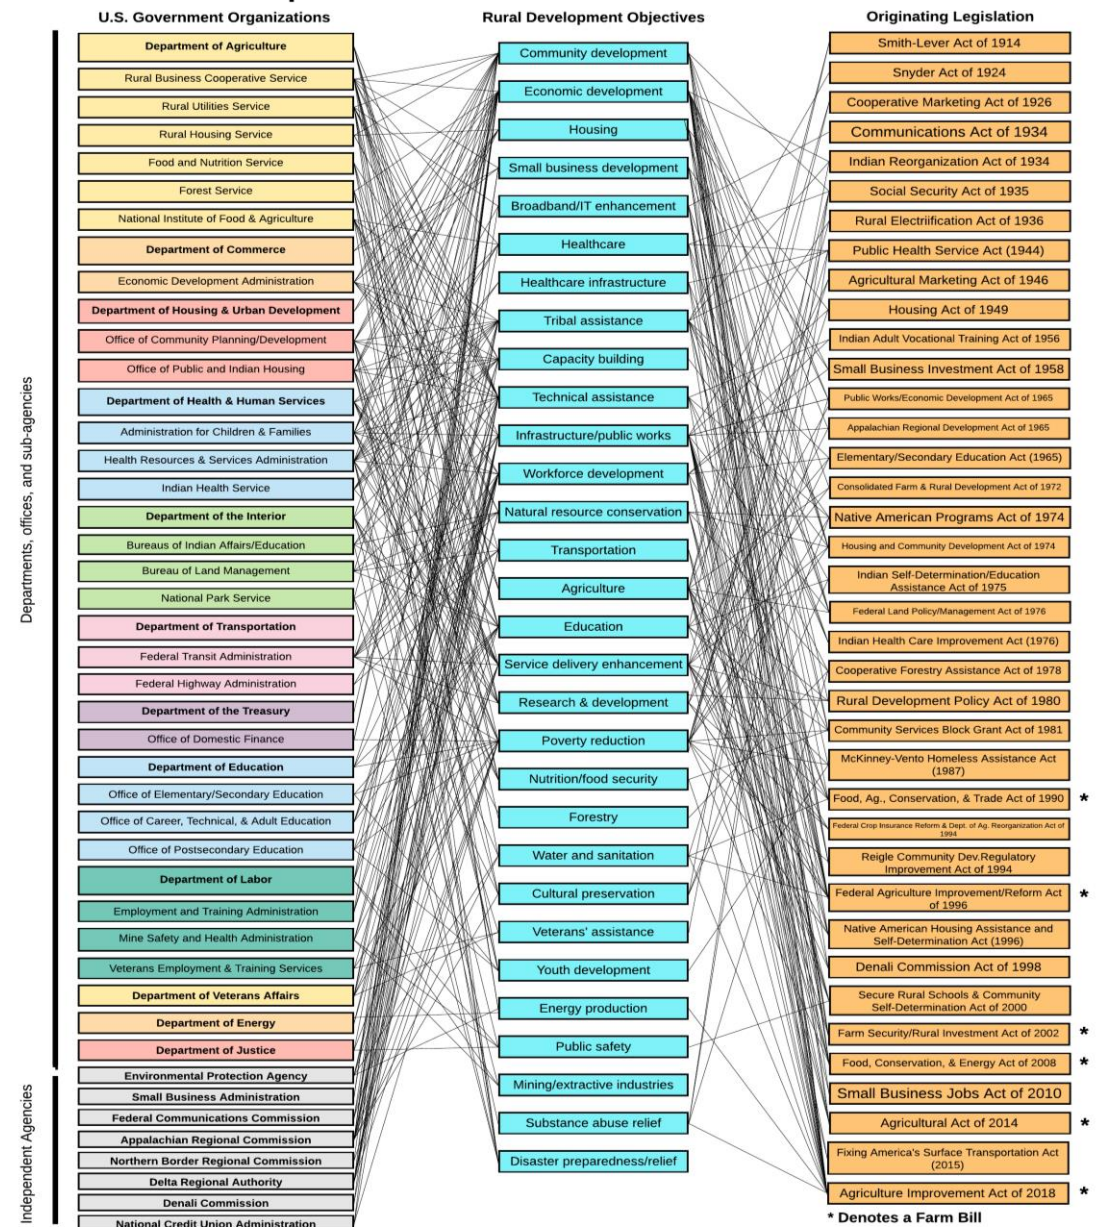 U.S. Government Organizations
Rural Development Objectives
Originating Legislation
Departments, offices, and sub-agencies
Department of Agriculture
Rural Business Cooperative Service
Rural Utilities Service
Rural Housing Service
Food and Nutrition Service
Forest Service
National Institute of Food & Agriculture
Department of Commerce
Economic Development Administration
Department of Housing & Urban Development
Office of Community Planning/Development
Office of Public and Indian Housing
Department of Health & Human Services
Administration for Children & Families
Health Resources & Services Administration
Indian Health Service
Department of the Interior
Bureaus of Indian Affairs/Education
Bureau of Land Management
National Park Service
Department of Transportation
Federal Transit Administration
Federal Highway Administration
Department of the Treasury
Office of Domestic Finance
Department of Education
Office of Elementary/Secondary Education
Office of Career, Technical, & Adult Education
Office of Postsecondary Education
Department of Labor
Employment and Training Administration
Mine Safety and Health Administration
Veterans Employment & Training Services
Department of Veterans Affairs
Department of Energy
Department of Justice
Independent Agencies
Environmental Protection Agency
Small Business Administration
Federal Communications Commission
Appalachian Regional Commission
Northern Border Regional Commission
Delta Regional Authority
Denali Commission
National Credit Union Administration
Community development
Economic development
Housing
Small business development
Broadband/IT enhancement
Healthcare
Healthcare infrastructure
Tribal assistance
Capacity building
Technical assistance
Infrastructure/public works
Workforce development
Natural resource conservation
Transportation
Agriculture
Education
Service delivery enhancement
Research & development
Poverty reduction
Nutrition/food security
Forestry
Water and sanitation
Cultural preservation
Veterans' assistance
Youth development
Energy production
Public safety
Mining/extractive industries
Substance abuse relief
Disaster preparedness/relief
Smith-Lever Act of 1914
Snyder Act of 1924
Cooperative Marketing Act of 1926
Communications Act of 1934
Indian Reorganization Act of 1934
Social Security Act of 1935
Rural Electriification Act of 1936
Public Health Service Act (1944)
Agricultural Marketing Act of 1946
Housing Act of 1949
Indian Adult Vocational Training Act of 1956
Small Business Investment Act of 1958
Public Works/Economic Development Act of 1965
Appalachian Regional Development Act of 1965
Elementary/Secondary Education Act (1965)
Consolidated Farm & Rural Development Act of 1972
Native American Programs Act of 1974
Housing and Community Development Act of 1974
Indian Self-Determination/Education
Assistance Act of 1975
Federal Land Policy/Management Act of 1976
Indian Health Care Improvement Act (1976)
Cooperative Forestry Assistance Act of 1978
Rural Development Policy Act of 1980
Community Services Block Grant Act of 1981
McKinney-Vento Homeless Assistance Act
(1987)
Food, Ag., Conservation, & Trade Act of 1990 *
Federal Crop Insurance Reform & Dept. of Ag. Reorganization Act of
1994
Reigle Community Dev.Regulatory
Improvement Act of 1994
Federal Agriculture Improvement/Reform Act *
of 1996
Native American Housing Assistance and
Self-Determination Act (1996)
Denali Commission Act of 1998
Secure Rural Schools & Community
Self-Determination Act of 2000
Farm Security/Rural Investment Act of 2002 *
Food, Conservation, & Energy Act of 2008 *
Small Business Jobs Act of 2010
Agricultural Act of 2014 *
Fixing America's Surface Transportation Act
(2015)
Agriculture Improvement Act of 2018 *
* Denotes a Farm Bill